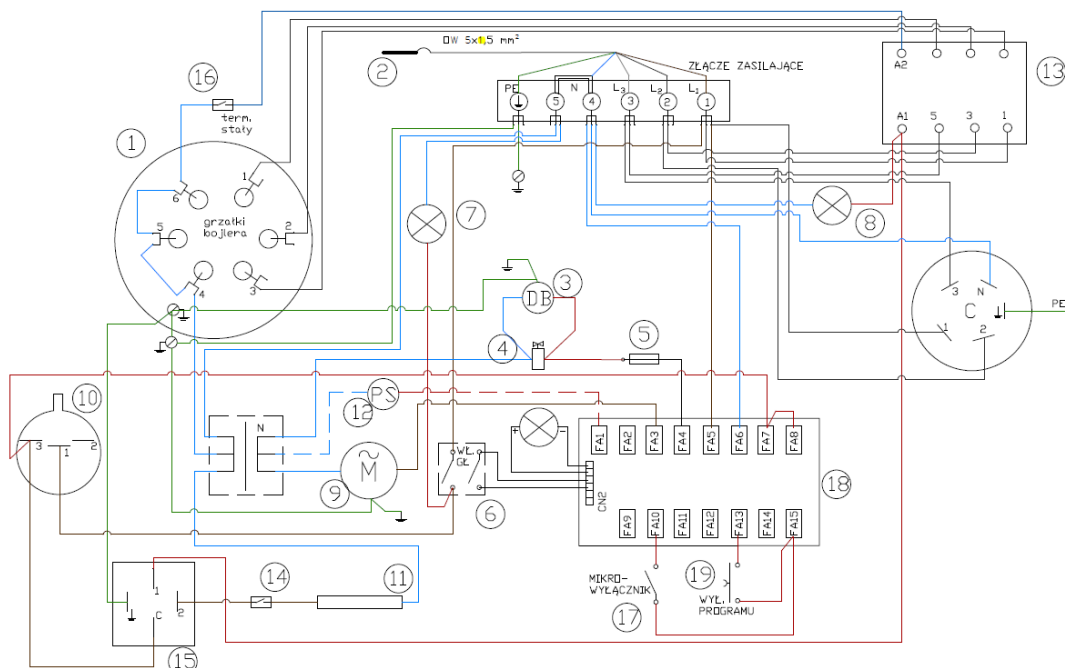 OW 5x1,5 mm²
2
ZŁĄCZE ZASILAJĄCE
PE
5
N
4
L₃
3
L₂
2
L₁
1
A2
13
A1
5
3
1
16
term.
stały
1
1
6
grzałki
bojlera
5
2
4
3
7
8
3
N
C
1
2
PE
DB
3
4
5
10
3
1
2
12
PS
N
M
~
9
WŁ.
GŁ
6
+
-
CN2
FA1
FA2
FA3
FA4
FA5
FA6
FA7
FA8
18
FA9
FA10
FA11
FA12
FA13
FA14
FA15
MIKRO-
WYŁĄCZNIK
17
19
WYŁ.
PROGRAMU
14
11
1
C
2
15